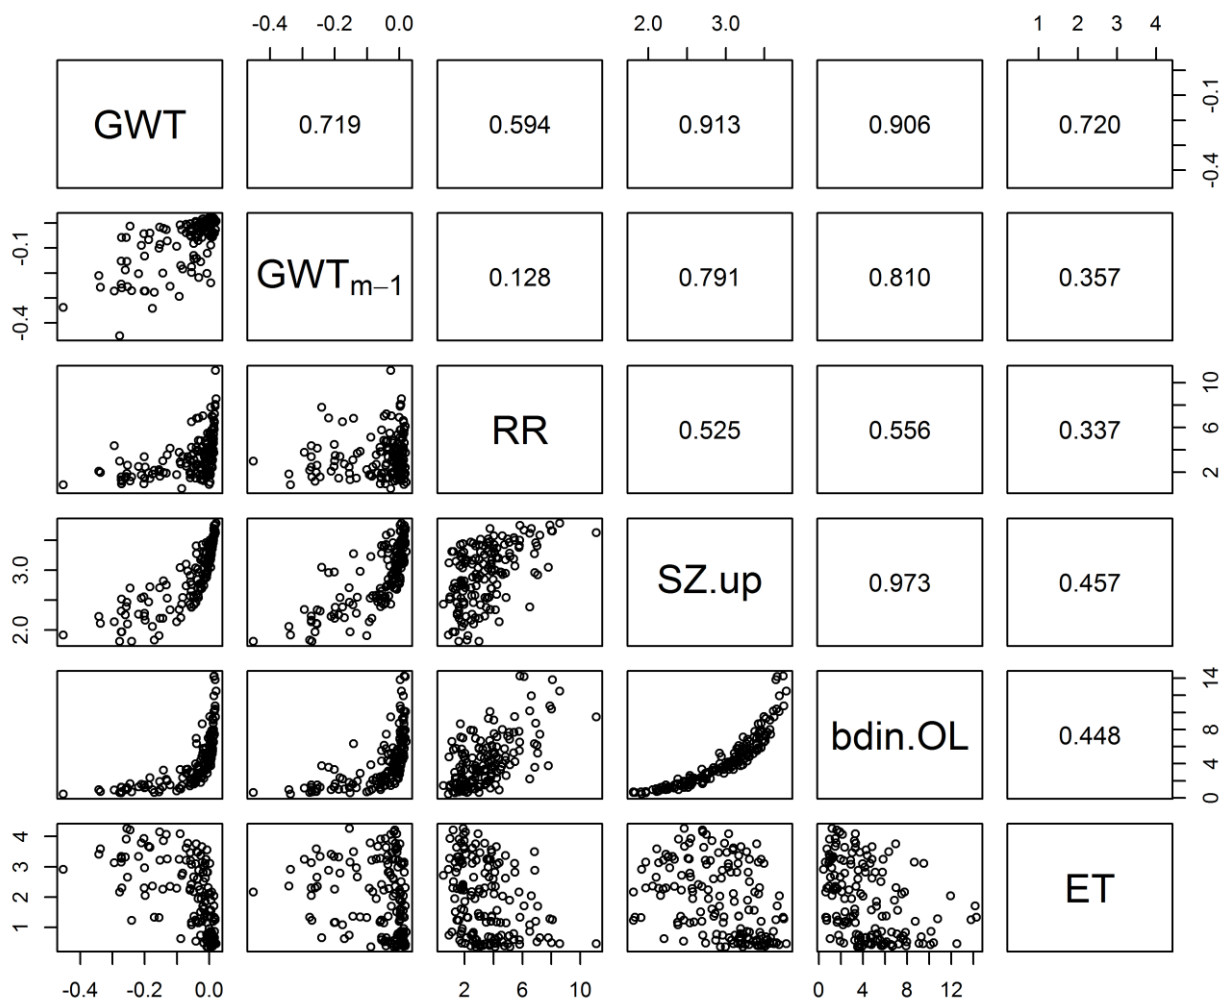 -0.4 -0.2 0.0 2.0 3.0 1 2 3 4
GWT 0.719 0.594 0.913 0.906 0.720 -0.4 -0.1
-0.4 -0.1 GWTm−1 0.128 0.791 0.810 0.357
RR 0.525 0.556 0.337 2 6 10
2.0 3.0 SZ.up 0.973 0.457
bdin.OL 0.448 0 4 8 14
1 2 3 4 ET
-0.4 -0.2 0.0 2 6 10 0 4 8 12